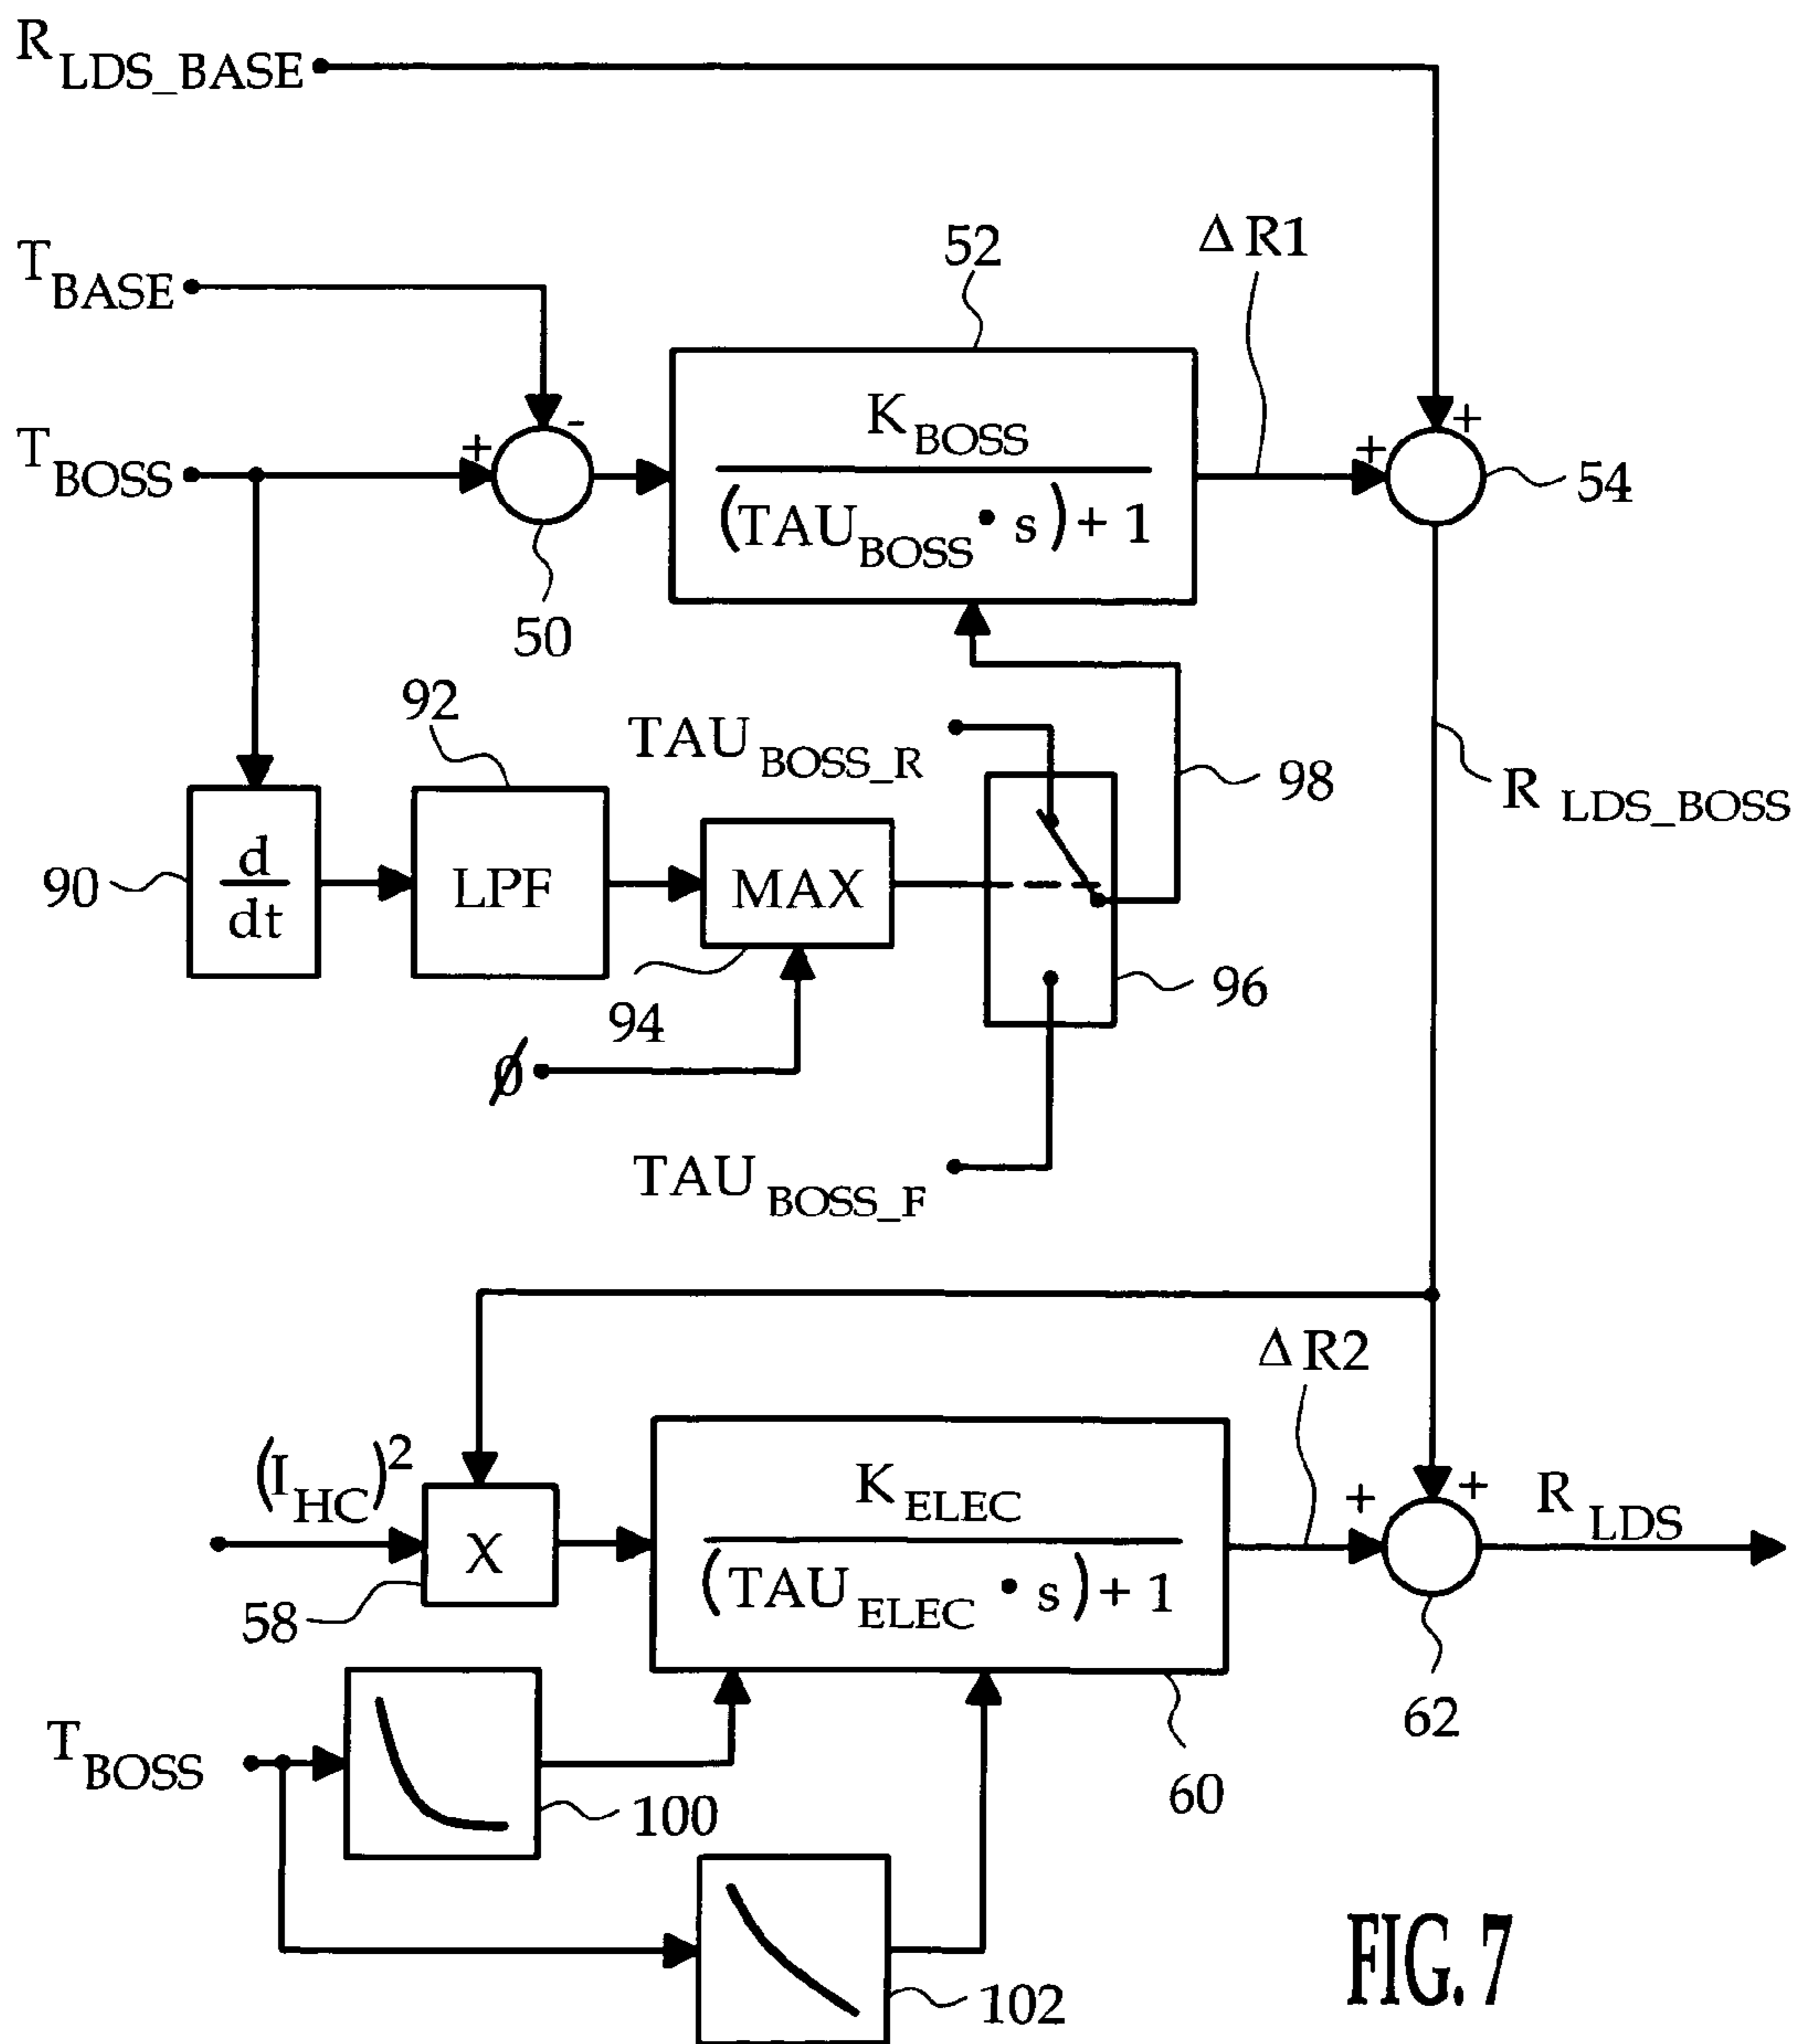 R LDS_BASE
T BASE
52
ΔR1
T BOSS
+
-
K BOSS
(TAU BOSS • s) + 1
+
+
54
50
92
TAU BOSS_R
98
R LDS_BOSS
90
d
dt
LPF
MAX
96
94
ø
TAU BOSS_F
ΔR2
(I HC)²
X
K ELEC
(TAU ELEC • s) + 1
+
+
R LDS
58
62
T BOSS
60
100
102
FIG. 7